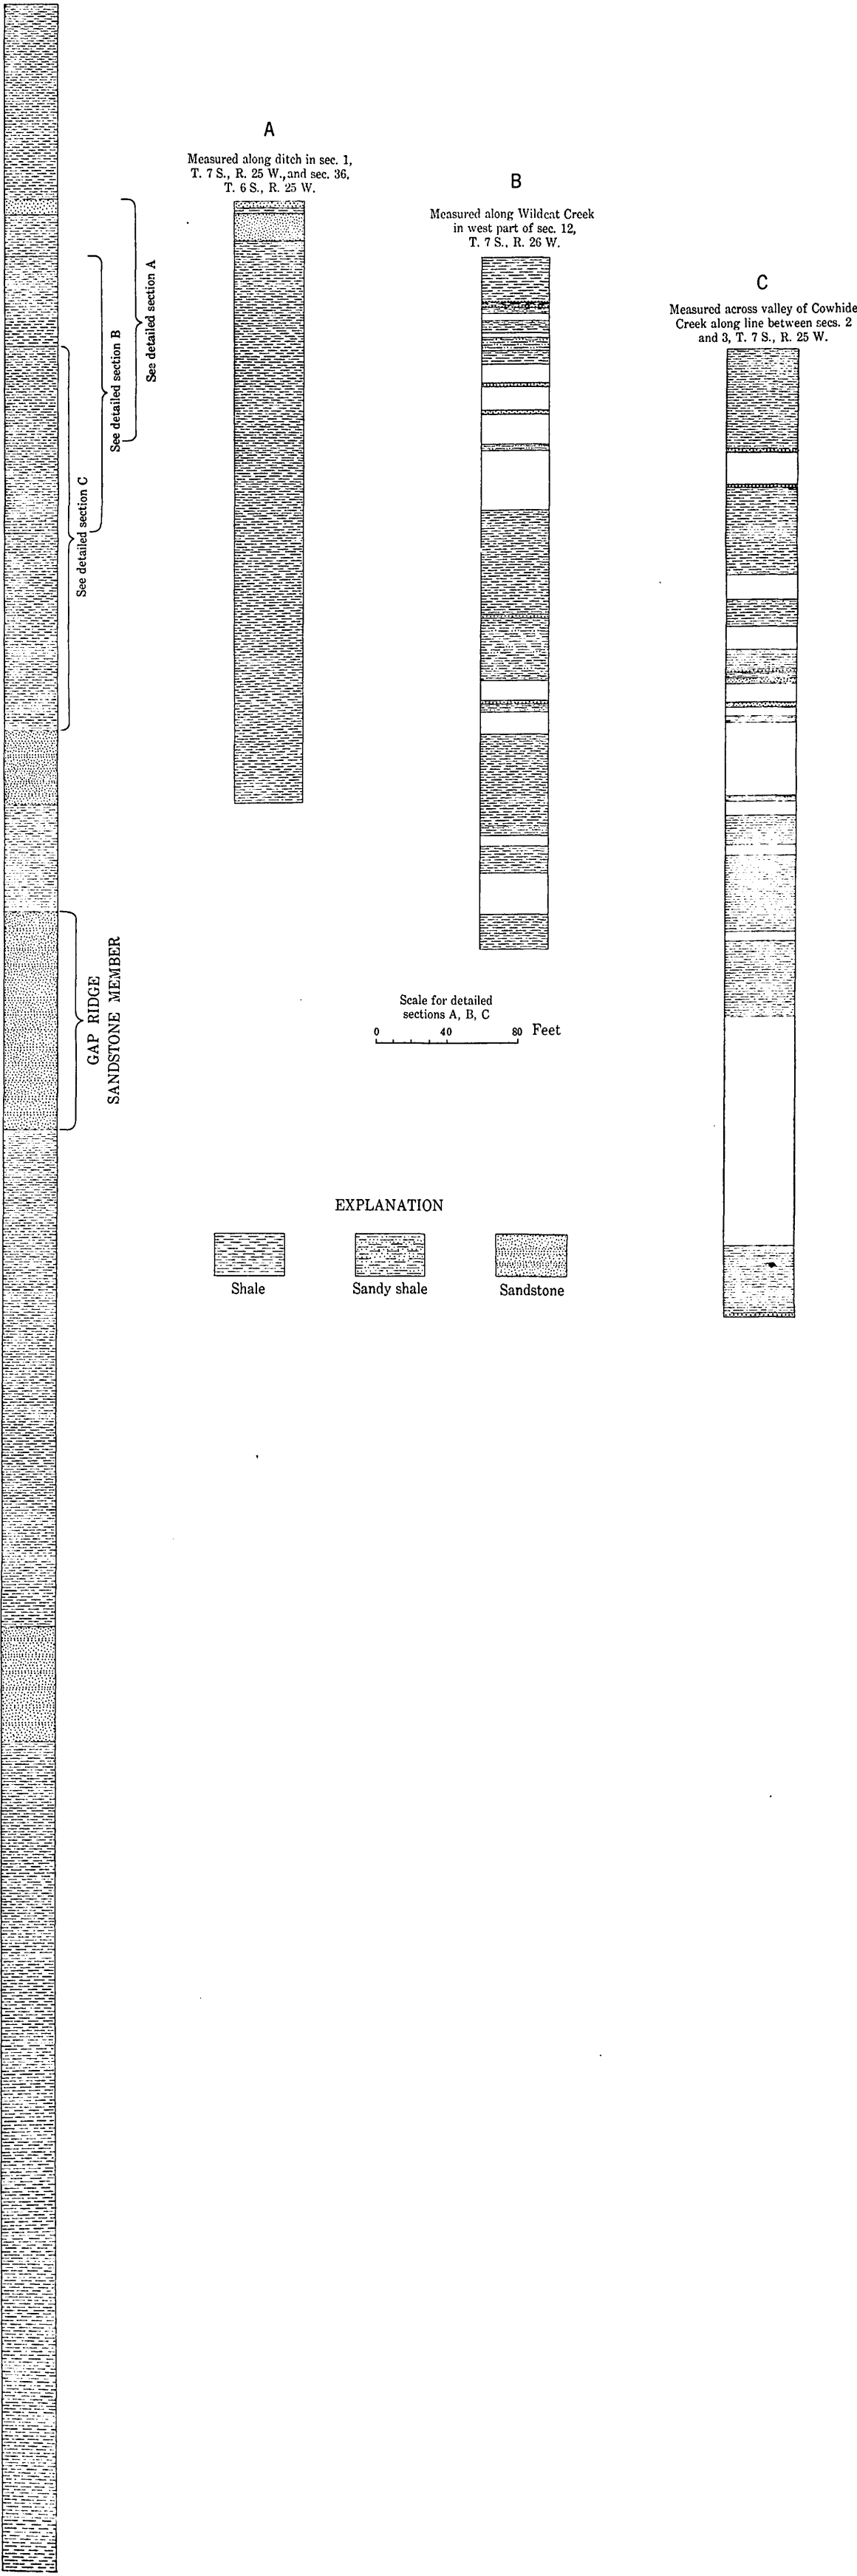 A
Measured along ditch in sec. 1,
T. 7 S., R. 25 W., and sec. 36,
T. 6 S., R. 25 W.
B
Measured along Wildcat Creek
in west part of sec. 12,
T. 7 S., R. 26 W.
C
Measured across valley of Cowhide
Creek along line between secs. 2
and 3, T. 7 S., R. 25 W.
See detailed section A
See detailed section B
See detailed section C
GAP RIDGE
SANDSTONE MEMBER
Scale for detailed
sections A, B, C
0 40 80 Feet
EXPLANATION
Shale
Sandy shale
Sandstone